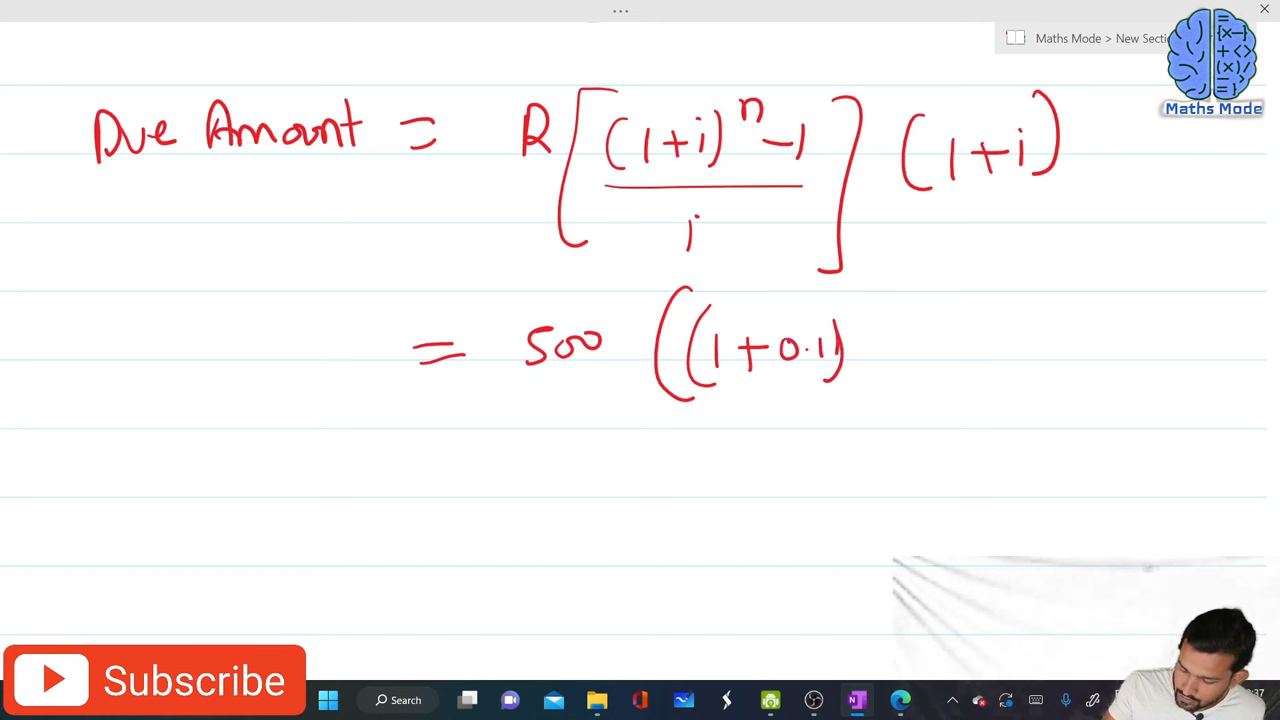 Maths Mode > New Secti
Maths Mode
Due Amount = R [ ((1+i)^n - 1) / i ] (1+i)
= 500 ( (1+0.1)
Subscribe
Search